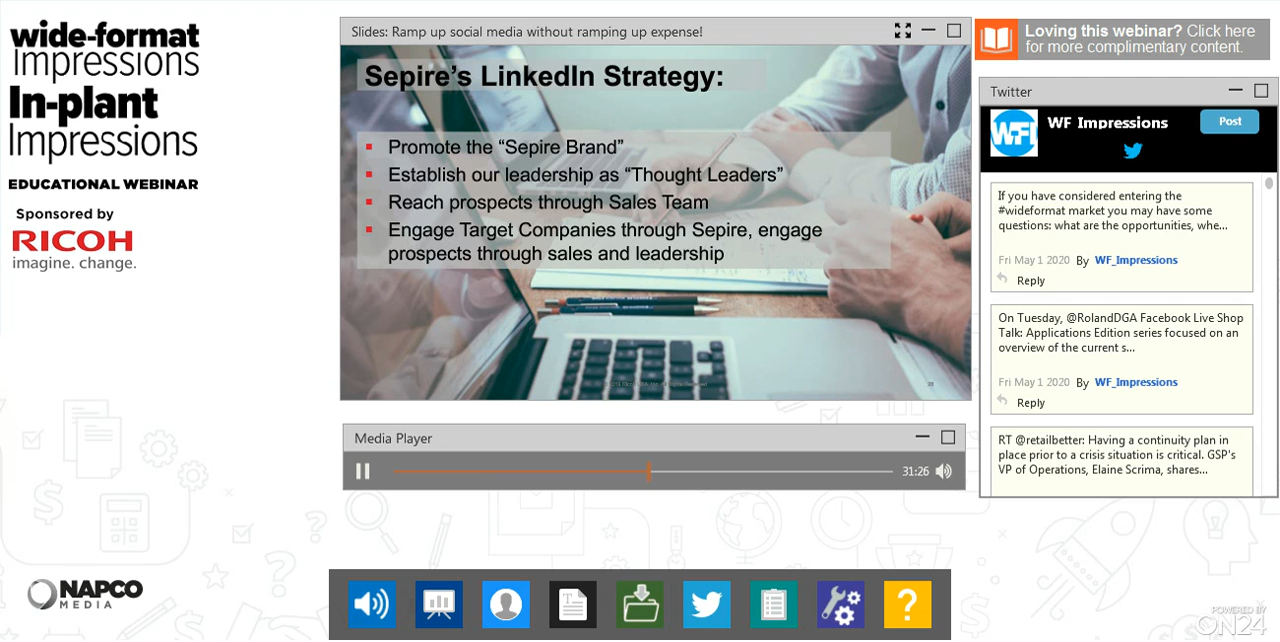 wide-format
Impressions
In-plant
Impressions
EDUCATIONAL WEBINAR
Sponsored by
RICOH
imagine. change.
Slides: Ramp up social media without ramping up expense!
Sepire’s LinkedIn Strategy:
▪ Promote the “Sepire Brand”
▪ Establish our leadership as “Thought Leaders”
▪ Reach prospects through Sales Team
▪ Engage Target Companies through Sepire, engage
prospects through sales and leadership
Media Player
31:26
Loving this webinar? Click here
for more complimentary content.
Twitter
WF
WF Impressions
Post
If you have considered entering the
#wideformat market you may have some
questions: what are the opportunities, whe...
Fri May 1 2020 By WF_Impressions
Reply
On Tuesday, @RolandDGA Facebook Live Shop
Talk: Applications Edition series focused on an
overview of the current s...
Fri May 1 2020 By WF_Impressions
Reply
RT @retailbetter: Having a continuity plan in
place prior to a crisis situation is critical. GSP's
VP of Operations, Elaine Scrima, shares...
NAPCO
MEDIA
?
POWERED BY
ON24